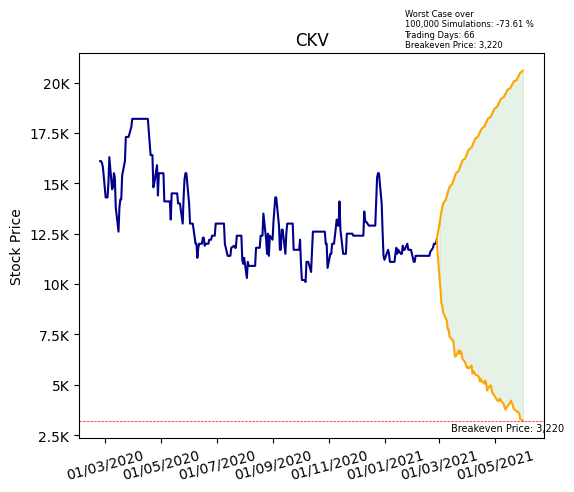 Worst Case over
100,000 Simulations: -73.61 %
Trading Days: 66
Breakeven Price: 3,220
CKV
Stock Price
20K
17.5K
15K
12.5K
10K
7.5K
5K
2.5K
Breakeven Price: 3,220
01/03/2020
01/05/2020
01/07/2020
01/09/2020
01/11/2020
01/01/2021
01/03/2021
01/05/2021